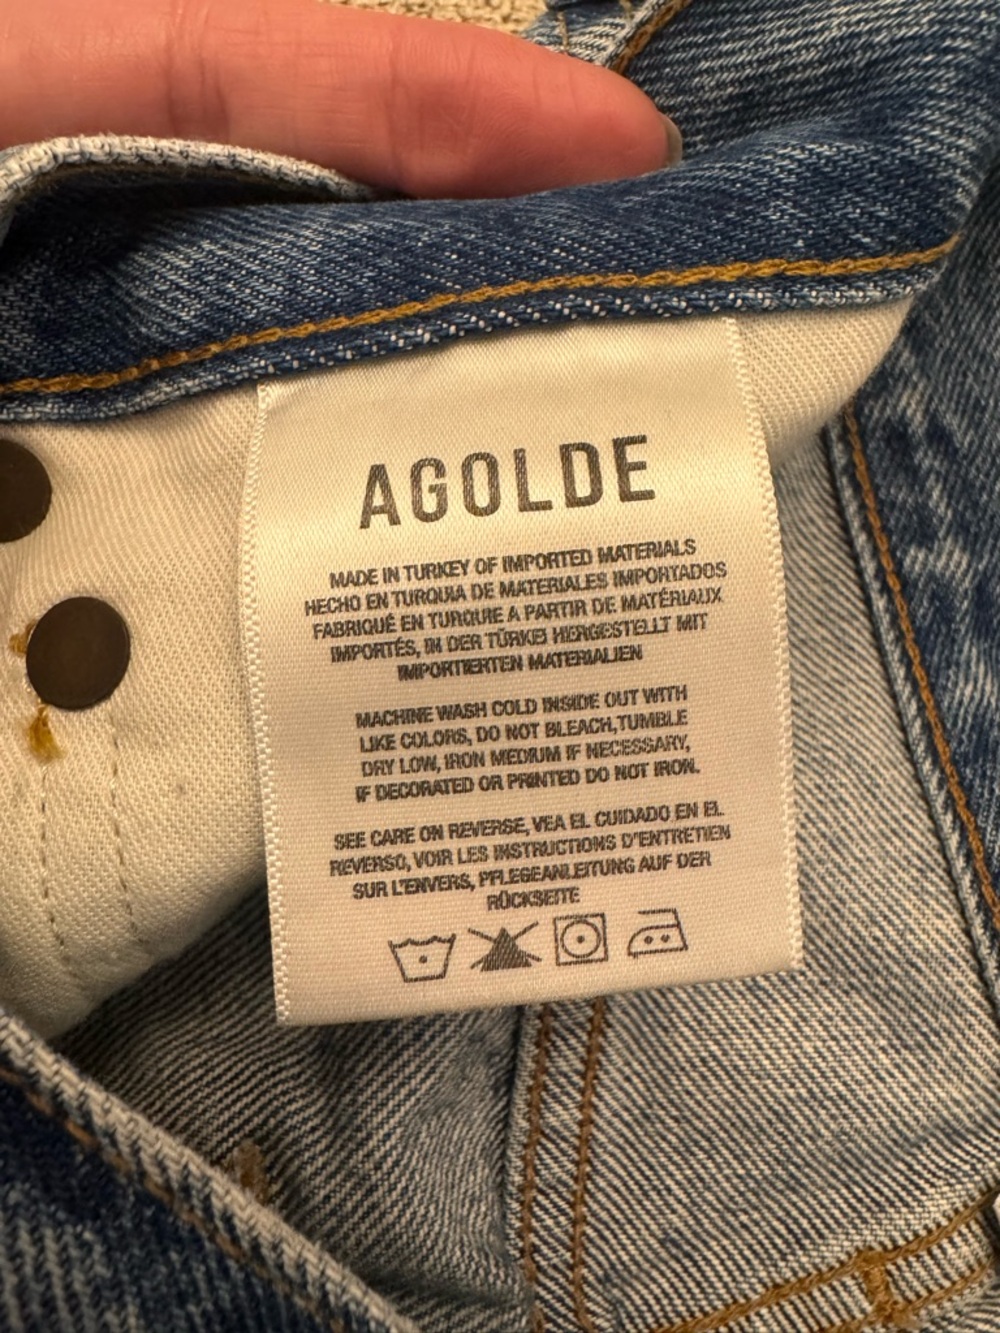 AGOLDE
MADE IN TURKEY OF IMPORTED MATERIALS
HECHO EN TURQUIA DE MATERIALES IMPORTADOS
FABRIQUÉ EN TURQUIE A PARTIR DE MATÉRIAUX
IMPORTÉS, IN DER TÜRKEI HERGESTELLT MIT
IMPORTIERTEN MATERIALIEN
MACHINE WASH COLD INSIDE OUT WITH
LIKE COLORS, DO NOT BLEACH, TUMBLE
DRY LOW, IRON MEDIUM IF NECESSARY,
IF DECORATED OR PRINTED DO NOT IRON.
SEE CARE ON REVERSE, VEA EL CUIDADO EN EL
REVERSO, VOIR LES INSTRUCTIONS D'ENTRETIEN
SUR L'ENVERS, PFLEGEANLEITUNG AUF DER
RÜCKSEITE